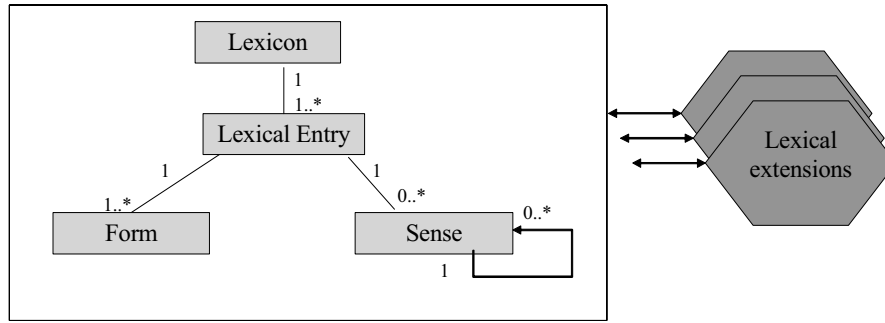 Lexicon
1
1..*
Lexical Entry
1
1
1..*
0..*
Form
Sense
0..*
1
Lexical
extensions